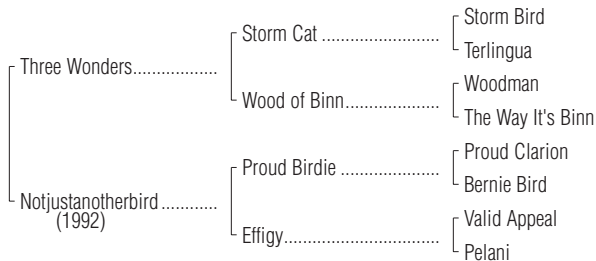 Three Wonders.................
Storm Cat ........................
Storm Bird
Terlingua
Wood of Binn...................
Woodman
The Way It's Binn
Notjustanotherbird ...........
(1992)
Proud Birdie ....................
Proud Clarion
Bernie Bird
Effigy...............................
Valid Appeal
Pelani